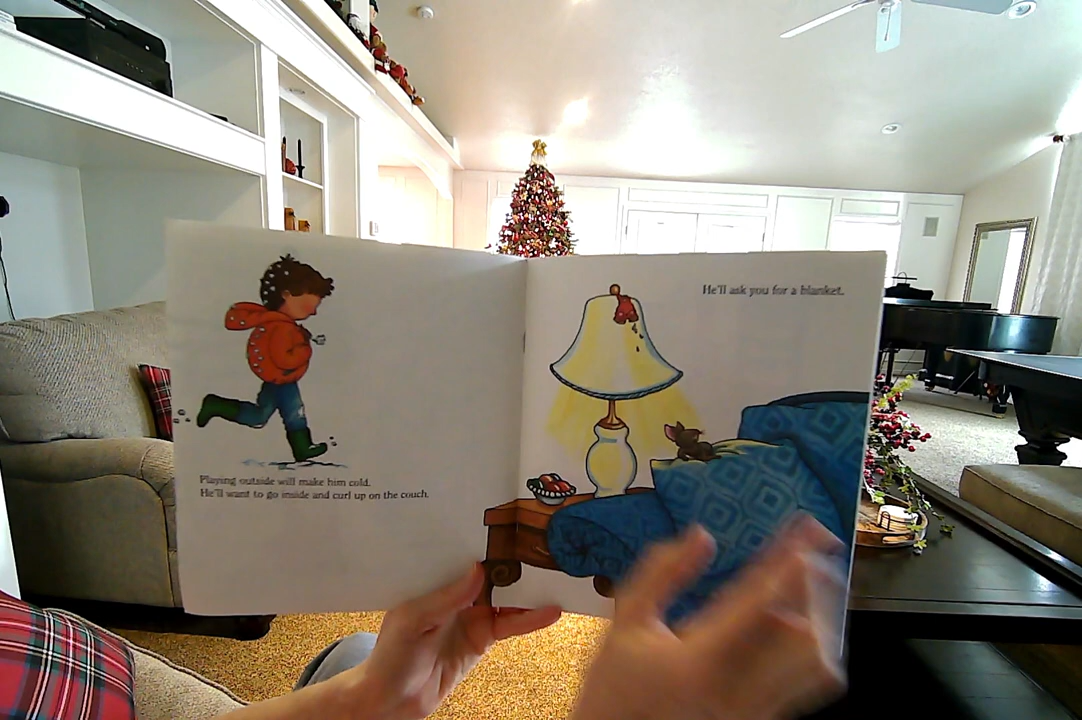 Playing outside will make him cold.
He'll want to go inside and curl up on the couch.
He'll ask you for a blanket.